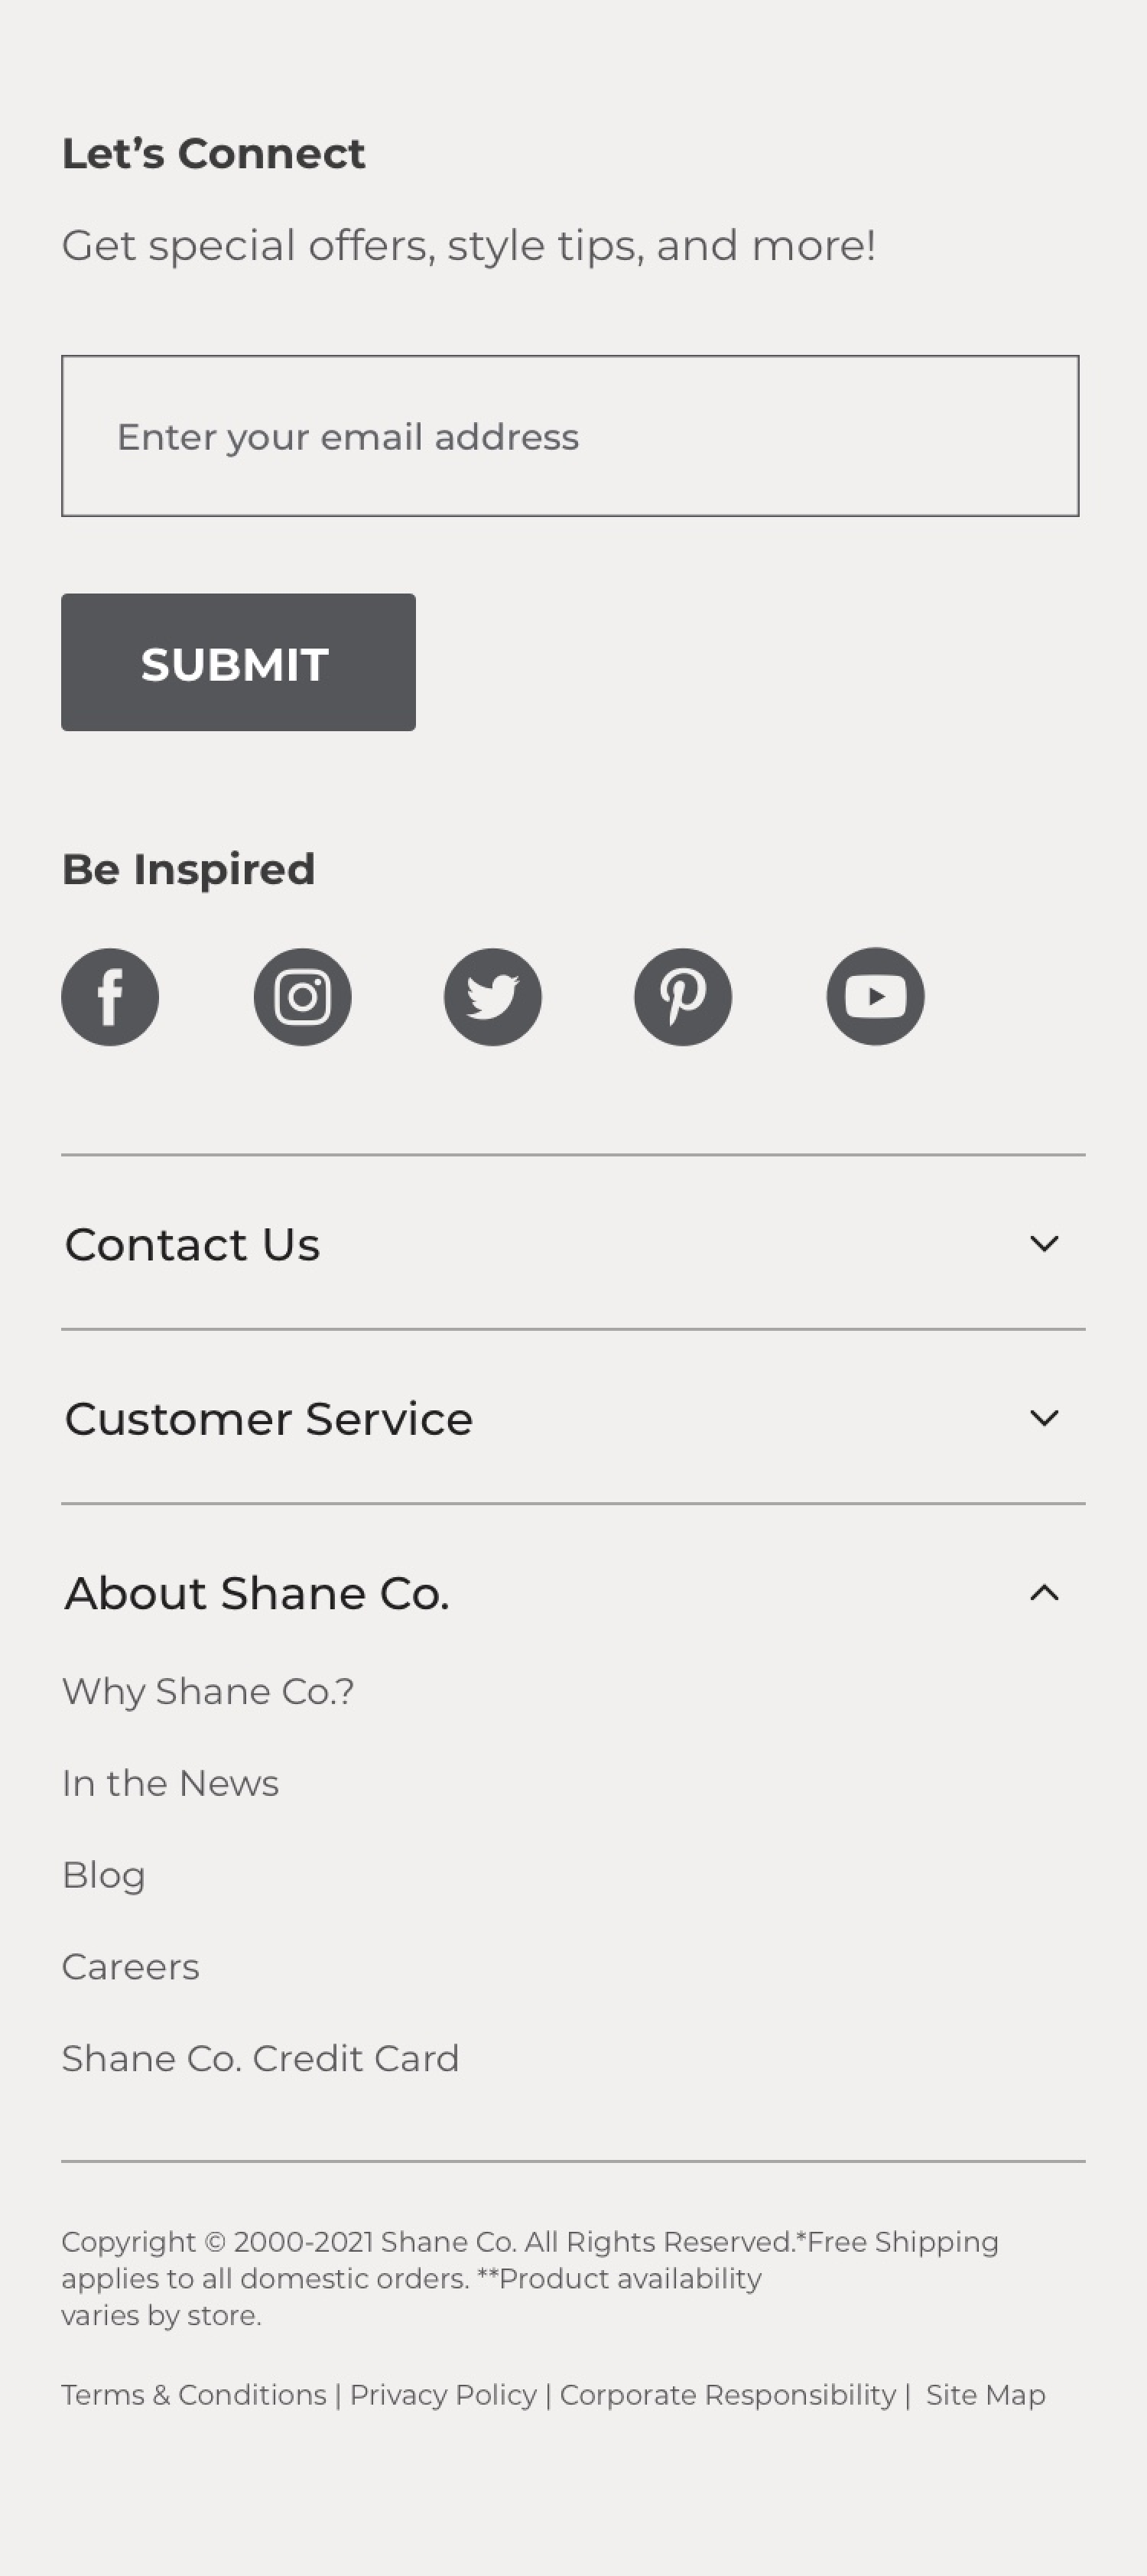 Let’s Connect
Get special offers, style tips, and more!
Enter your email address
SUBMIT
Be Inspired
Contact Us
Customer Service
About Shane Co.
Why Shane Co.?
In the News
Blog
Careers
Shane Co. Credit Card
Copyright © 2000-2021 Shane Co. All Rights Reserved.*Free Shipping
applies to all domestic orders. **Product availability
varies by store.
Terms & Conditions | Privacy Policy | Corporate Responsibility |  Site Map